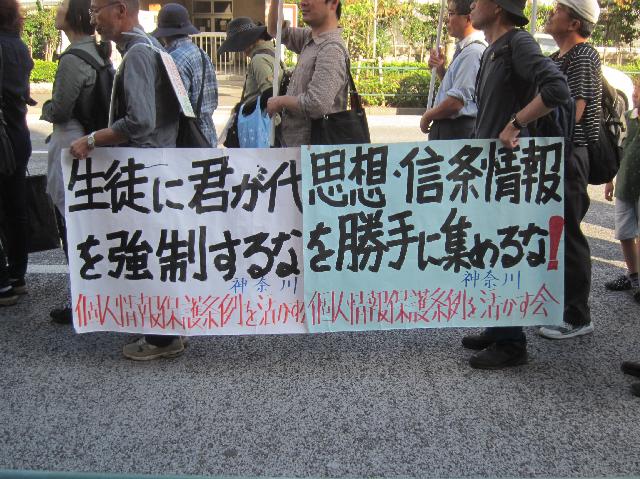 生徒に君が代
を強制するな
神奈川
個人情報保護条例を活かす
思想・信条・情報
を勝手に集めるな!
神奈川
個人情報保護条例を活かす会